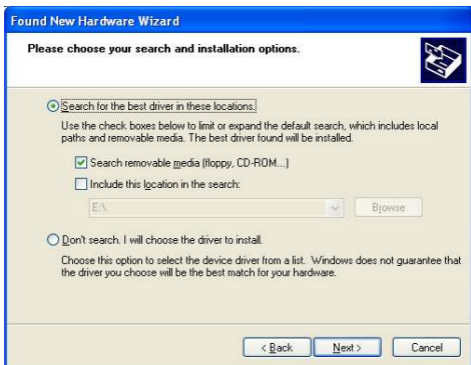 Found New Hardware Wizard
Please choose your search and installation options.
Search for the best driver in these locations.
Use the check boxes below to limit or expand the default search, which includes local
paths and removable media. The best driver found will be installed.
Search removable media (floppy, CD-ROM...)
Include this location in the search:
E:\
Browse
Don't search. I will choose the driver to install.
Choose this option to select the device driver from a list. Windows does not guarantee that
the driver you choose will be the best match for your hardware.
< Back
Next >
Cancel